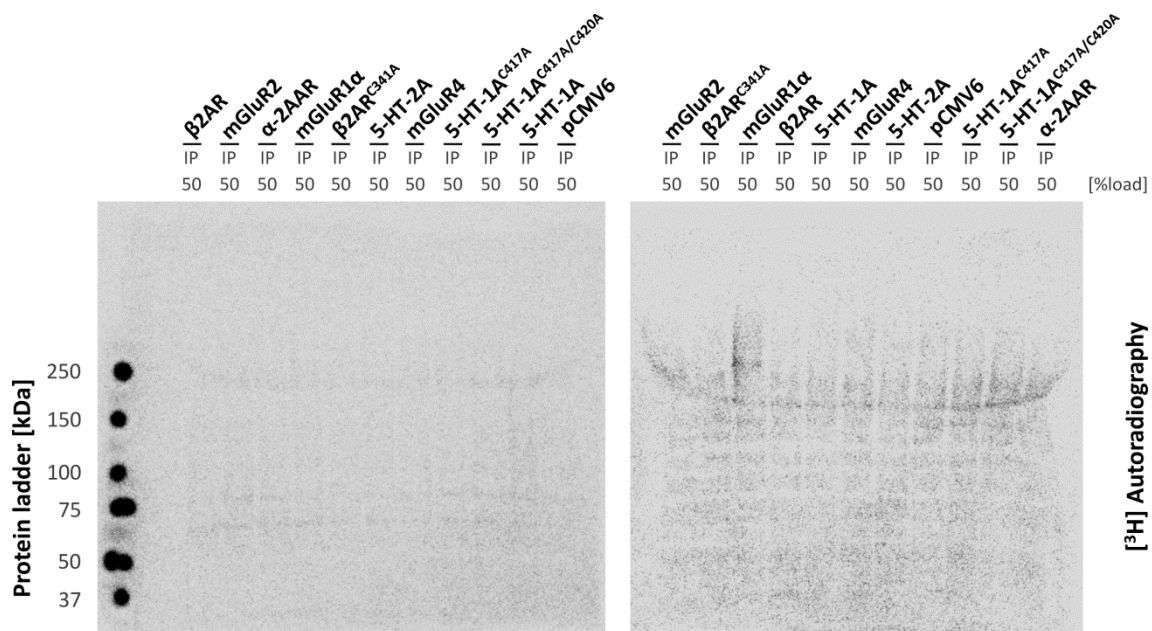 β2AR mGluR2 α-2AAR mGluR1α β2AR^C341A 5-HT-2A mGluR4 5-HT-1A^C417A 5-HT-1A^C417A/C420A 5-HT-1A pCMV6
IP IP IP IP IP IP IP IP IP IP IP
50 50 50 50 50 50 50 50 50 50 50
mGluR2 β2AR^C341A mGluR1α β2AR 5-HT-1A mGluR4 5-HT-2A pCMV6 5-HT-1A^C417A 5-HT-1A^C417A/C420A α-2AAR
IP IP IP IP IP IP IP IP IP IP IP
50 50 50 50 50 50 50 50 50 50 50 [%load]
Protein ladder [kDa]
250
150
100
75
50
37
[³H] Autoradiography